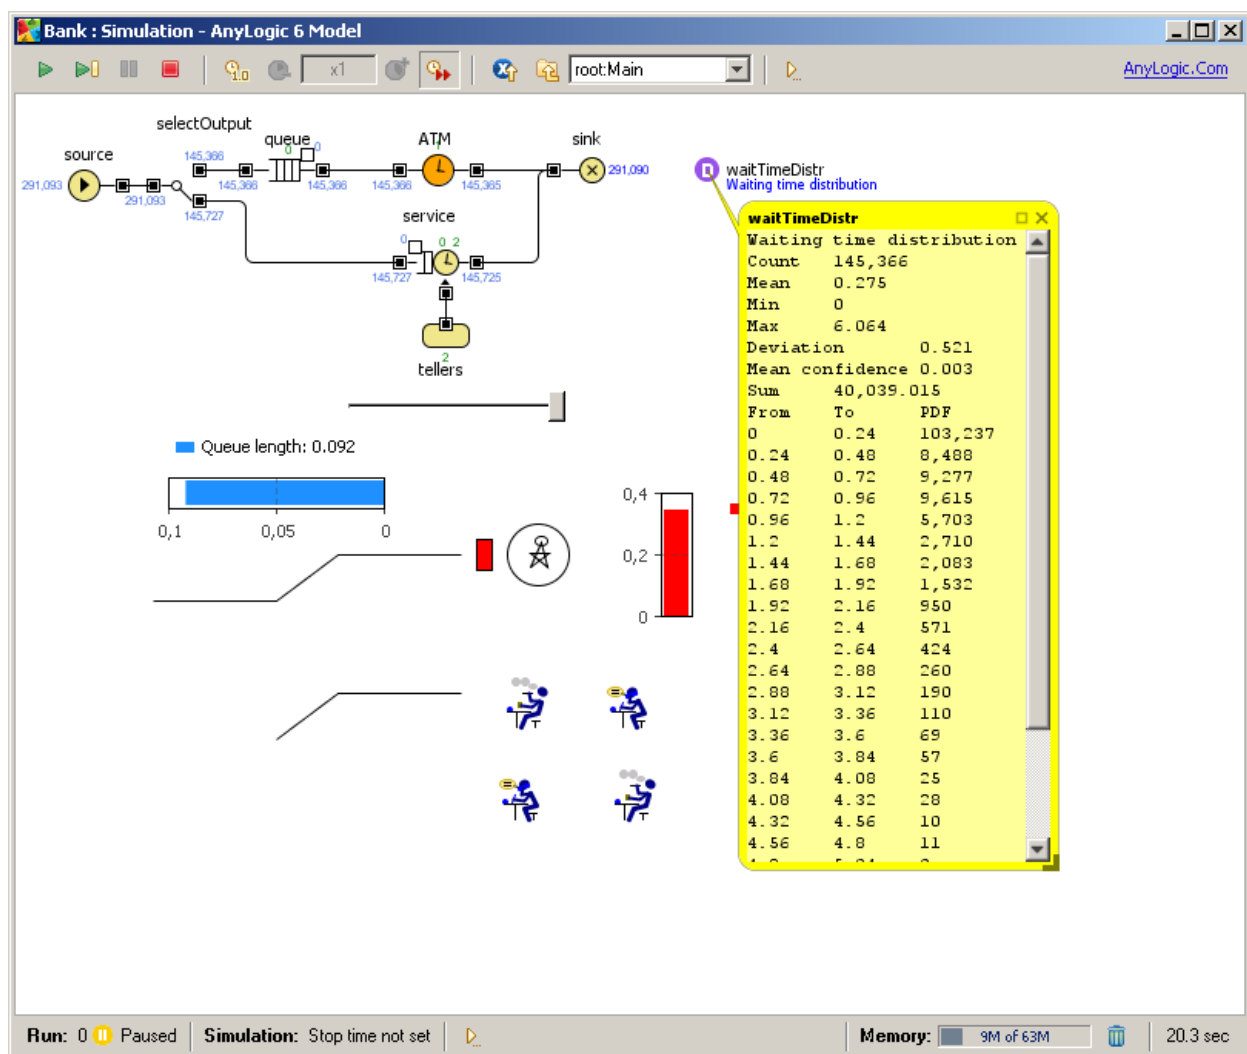 Bank : Simulation - AnyLogic 6 Model
x1
root:Main
AnyLogic.Com
selectOutput
queue
ATM
sink
source
0
0
1
145,366
291,093
291,093
145,366
145,366
145,366
145,365
291,090
145,727
service
0
0 2
145,727
145,725
2
tellers
Queue length: 0.092
0,1
0,05
0
0,4
0,2
0
waitTimeDistr
Waiting time distribution
waitTimeDistr
Waiting time distribution
Count 145,366
Mean 0.275
Min 0
Max 6.064
Deviation 0.521
Mean confidence 0.003
Sum 40,039.015
From To PDF
0 0.24 103,237
0.24 0.48 8,488
0.48 0.72 9,277
0.72 0.96 9,615
0.96 1.2 5,703
1.2 1.44 2,710
1.44 1.68 2,083
1.68 1.92 1,532
1.92 2.16 950
2.16 2.4 571
2.4 2.64 424
2.64 2.88 260
2.88 3.12 190
3.12 3.36 110
3.36 3.6 69
3.6 3.84 57
3.84 4.08 25
4.08 4.32 28
4.32 4.56 10
4.56 4.8 11
Run: 0 Paused Simulation: Stop time not set Memory: 9M of 63M 20.3 sec